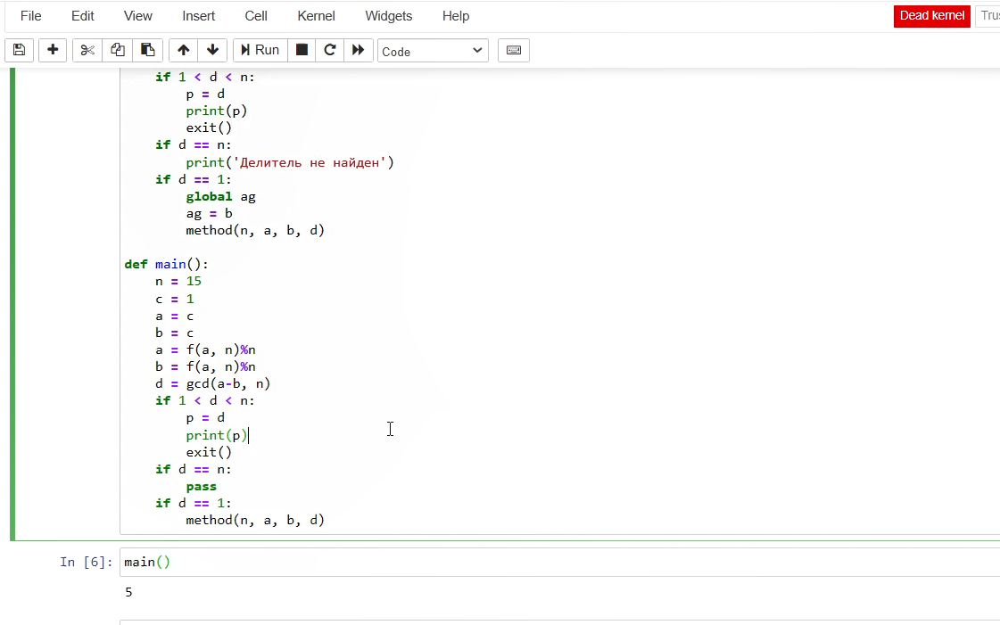 File Edit View Insert Cell Kernel Widgets Help Dead kernel
Run Code
if 1 < d < n:
p = d
print(p)
exit()
if d == n:
print('Делитель не найден')
if d == 1:
global ag
ag = b
method(n, a, b, d)
def main():
n = 15
c = 1
a = c
b = c
a = f(a, n)%n
b = f(a, n)%n
d = gcd(a-b, n)
if 1 < d < n:
p = d
print(p)
exit()
if d == n:
pass
if d == 1:
method(n, a, b, d)
In [6]: main()
5